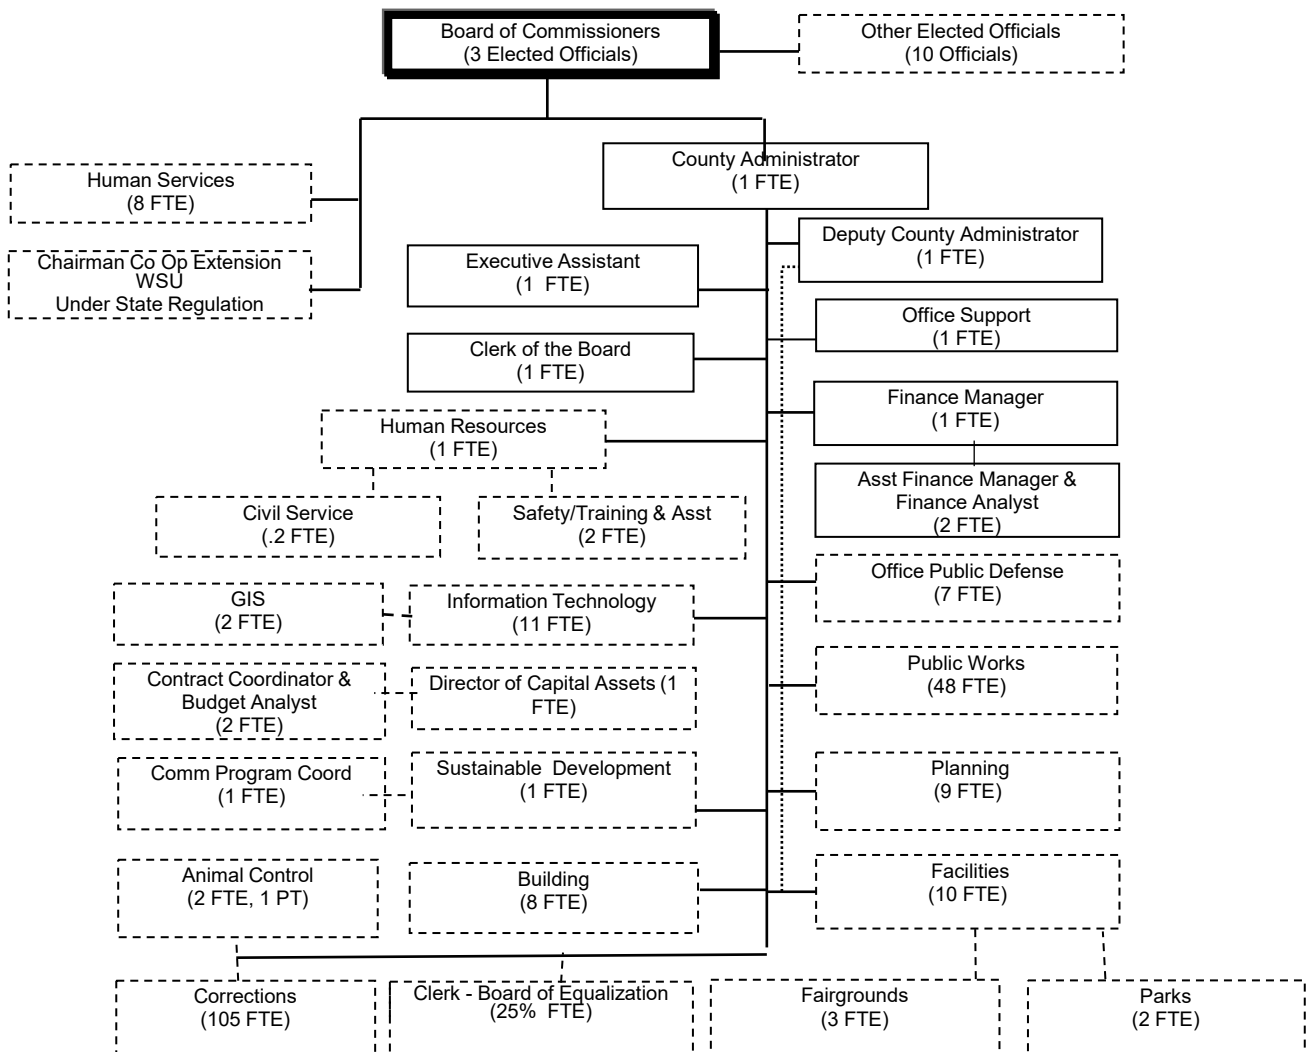 Board of Commissioners
(3 Elected Officials)
Other Elected Officials
(10 Officials)
County Administrator
(1 FTE)
Human Services
(8 FTE)
Deputy County Administrator
(1 FTE)
Chairman Co Op Extension
WSU
Under State Regulation
Executive Assistant
(1 FTE)
Office Support
(1 FTE)
Clerk of the Board
(1 FTE)
Finance Manager
(1 FTE)
Human Resources
(1 FTE)
Asst Finance Manager &
Finance Analyst
(2 FTE)
Civil Service
(.2 FTE)
Safety/Training & Asst
(2 FTE)
Office Public Defense
(7 FTE)
GIS
(2 FTE)
Information Technology
(11 FTE)
Public Works
(48 FTE)
Contract Coordinator &
Budget Analyst
(2 FTE)
Director of Capital Assets (1
FTE)
Comm Program Coord
(1 FTE)
Sustainable Development
(1 FTE)
Planning
(9 FTE)
Animal Control
(2 FTE, 1 PT)
Building
(8 FTE)
Facilities
(10 FTE)
Corrections
(105 FTE)
Clerk - Board of Equalization
(25% FTE)
Fairgrounds
(3 FTE)
Parks
(2 FTE)